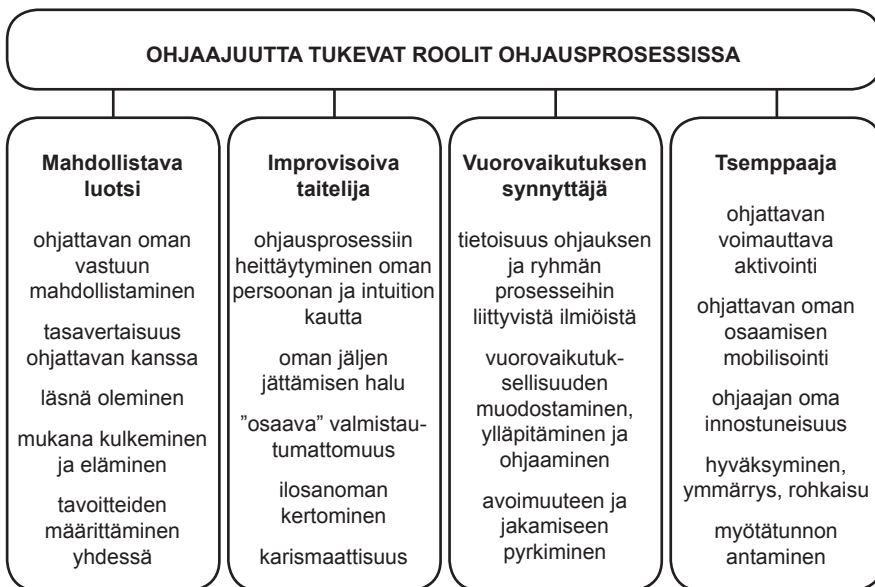 OHJAAJUUTTA TUKEVAT ROOLIT OHJAUSPROSESSISSA
Mahdollistava
luotsi
ohjattavan oman
vastuun
mahdollistaminen
tasavertaisuus
ohjattavan kanssa
läsnä oleminen
mukana kulkeminen
ja eläminen
tavoitteiden
määrittäminen
yhdessä
Improvisoiva
taitelija
ohjausprosessiin
heittäytyminen oman
persoonan ja intuition
kautta
oman jäljen
jättämisen halu
”osaava” valmistau-
tumattomuus
ilosanoman
kertominen
karismaattisuus
Vuorovaikutuksen
synnyttäjä
tietoisuus ohjauksen
ja ryhmän
prosesseihin
liittyvistä ilmiöistä
vuorovaikutuk-
sellisuuden
muodostaminen,
ylläpitäminen ja
ohjaaminen
avoimuuteen ja
jakamiseen
pyrkiminen
Tsemppaaja
ohjattavan
voimauttava
aktivointi
ohjattavan oman
osaamisen
mobilisointi
ohjaajan oma
innostuneisuus
hyväksyminen,
ymmärrys, rohkaisu
myötätunnon
antaminen